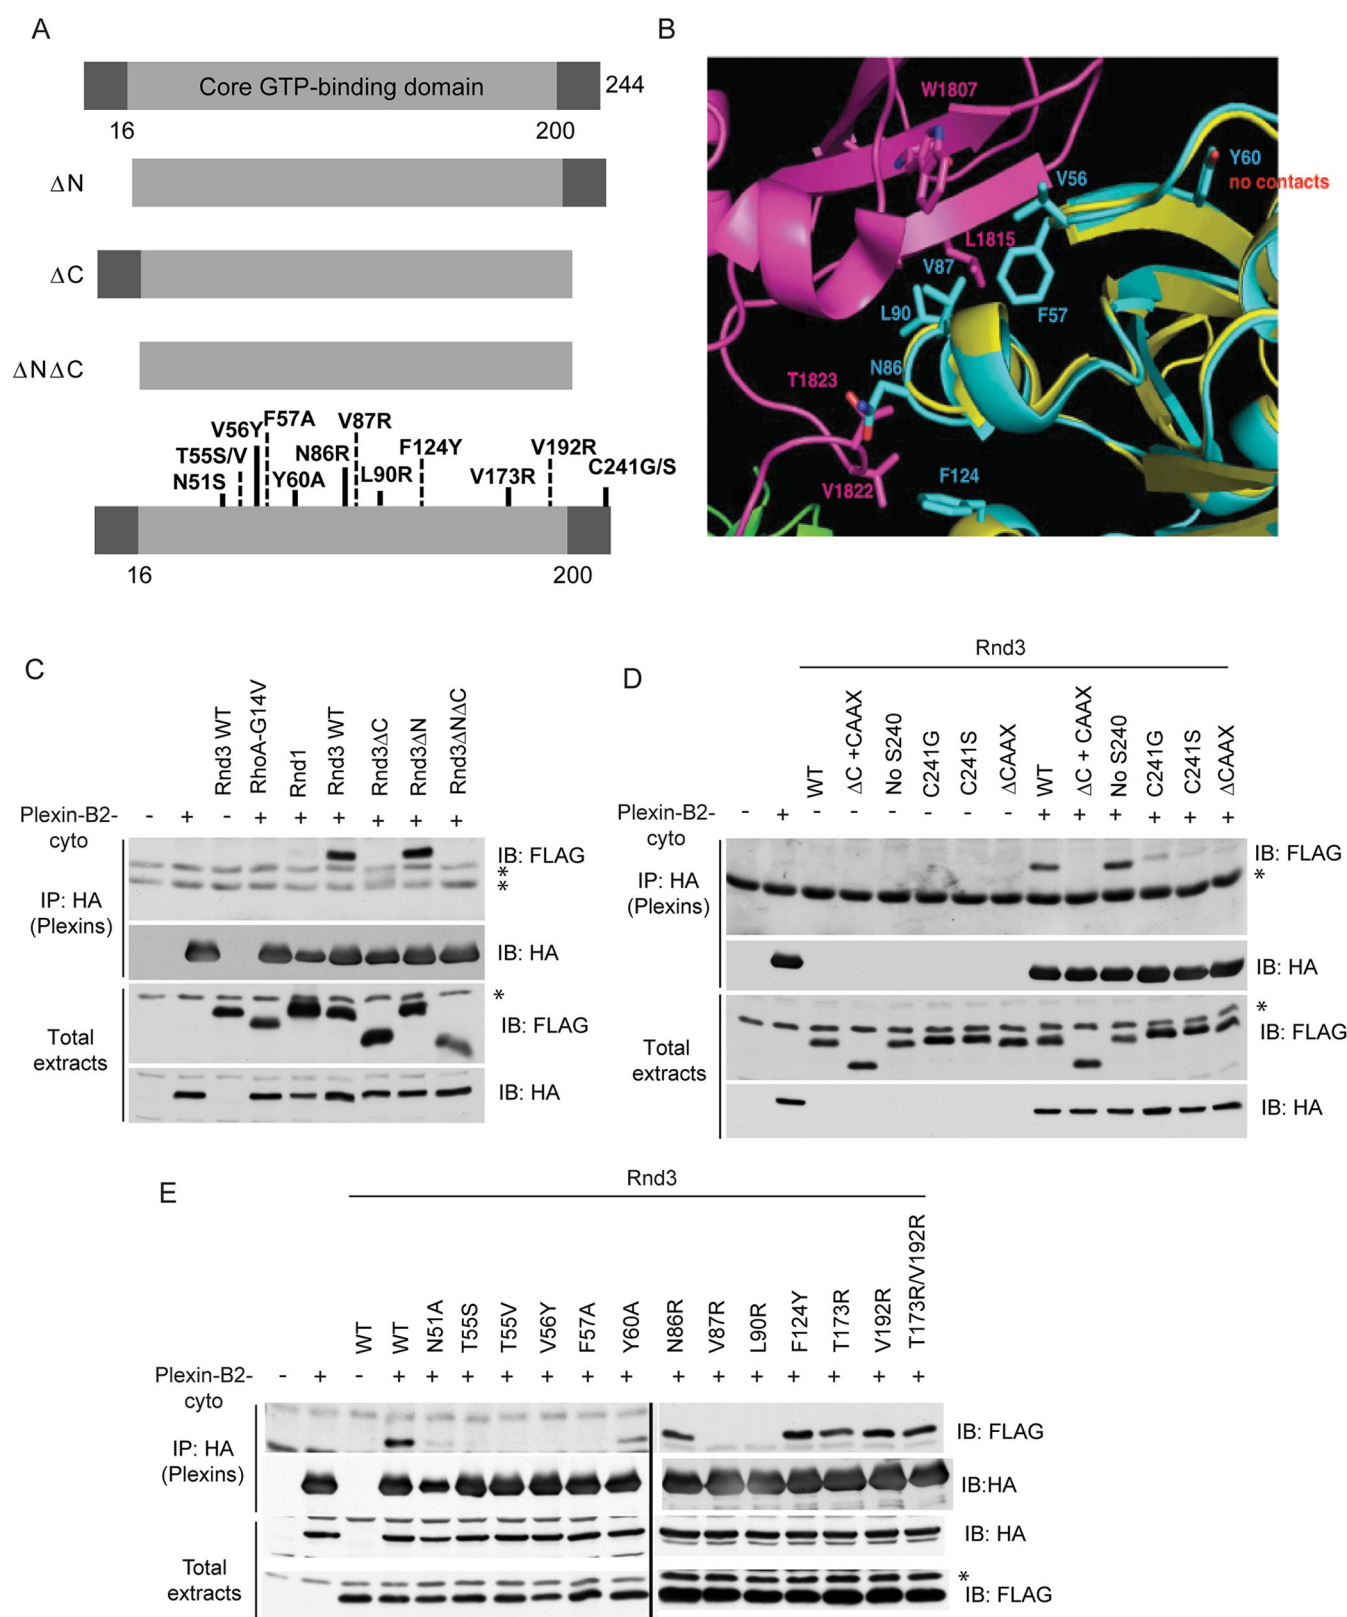 A
Core GTP-binding domain
244
16
200
ΔN
ΔC
ΔNΔC
V56Y
F57A
V87R
T55S/V
N86R
F124Y
V192R
N51S
Y60A
L90R
V173R
C241G/S
16
200
B
W1807
V56
Y60
no contacts
L1815
V87
L90
F57
N86
T1823
V1822
F124
C
Rnd3 WT
RhoA-G14V
Rnd1
Rnd3 WT
Rnd3ΔC
Rnd3ΔN
Rnd3ΔNΔC
Plexin-B2-
cyto
- + - + + + + + +
IP: HA
(Plexins)
IB: FLAG
*
*
IB: HA
Total
extracts
*
IB: FLAG
IB: HA
D
Rnd3
WT
ΔC +CAAX
No S240
C241G
C241S
ΔCAAX
WT
ΔC + CAAX
No S240
C241G
C241S
ΔCAAX
Plexin-B2-
cyto
- + - - - - - - + + + + + +
IP: HA
(Plexins)
IB: FLAG
*
IB: HA
Total
extracts
*
IB: FLAG
IB: HA
E
Rnd3
WT
WT
N51A
T55S
T55V
V56Y
F57A
Y60A
N86R
V87R
L90R
F124Y
T173R
V192R
T173R/V192R
Plexin-B2-
cyto
- + - + + + + + + + + + + + + + +
IP: HA
(Plexins)
IB: FLAG
IB:HA
IB: HA
Total
extracts
*
IB: FLAG